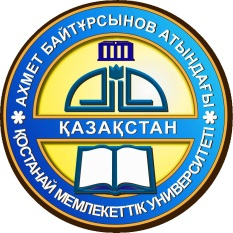 АХМЕТ БАЙТҰРСЫНОВ АТЫНДАҒЫ
ҚАЗАҚСТАН
ҚОСТАНАЙ МЕМЛЕКЕТТІК УНИВЕРСИТЕТІ